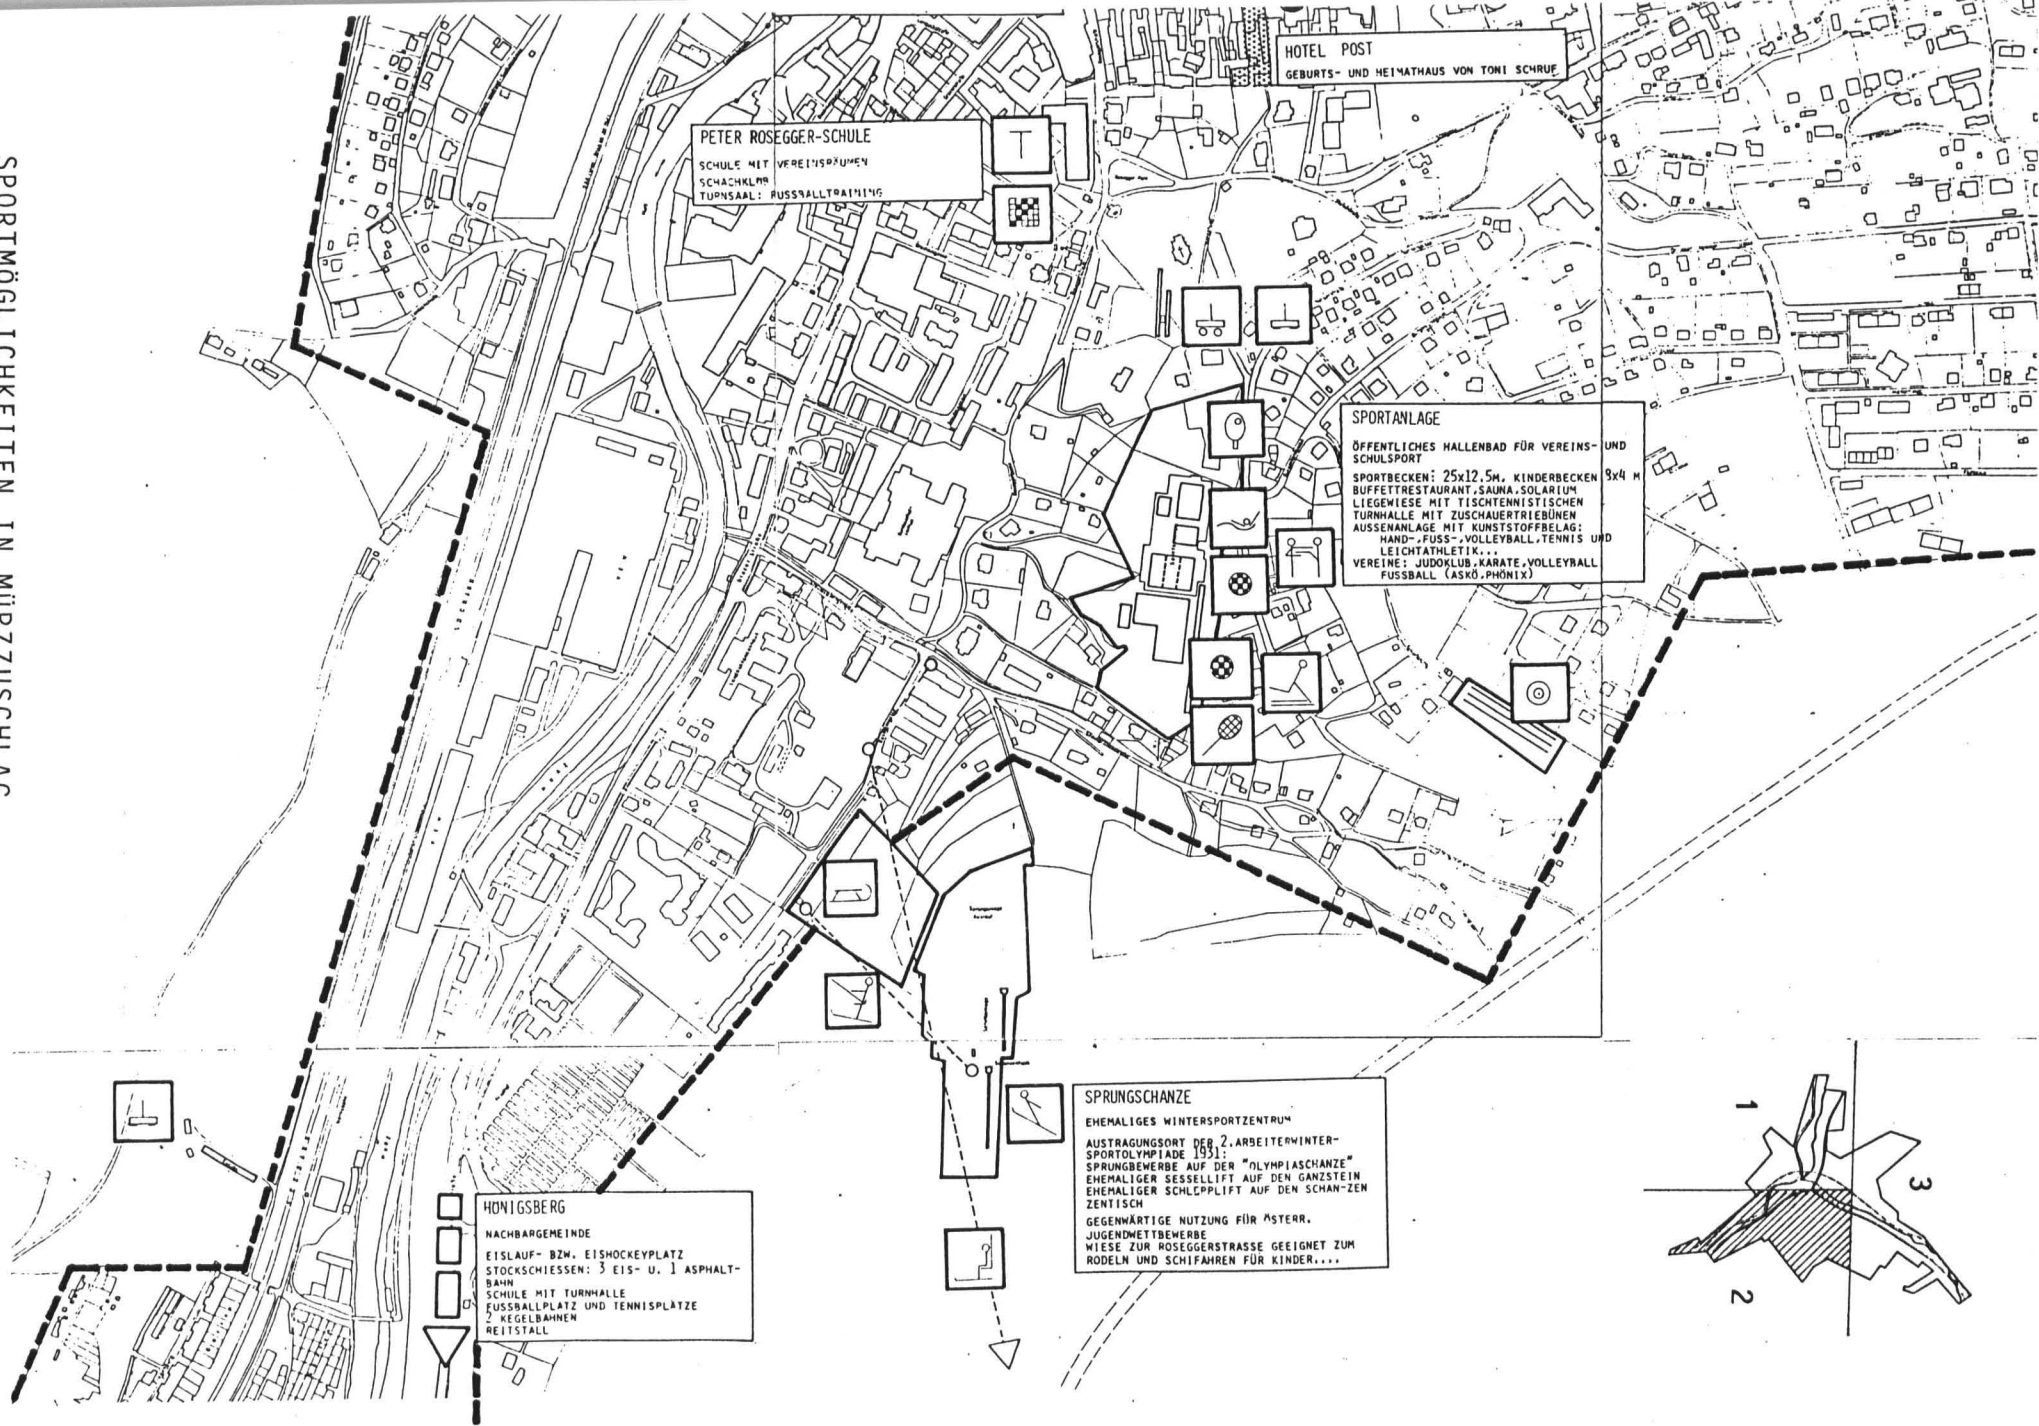 SPORTMÖGLICHKEITEN IN MÜRZZUSCHLAG
HOTEL POST
GEBURTS- UND HEIMATHAUS VON TONI SCHRUF
PETER ROSEGGER-SCHULE
SCHULE MIT VEREINSRÄUMEN
SCHACHKLUB
TURNSAAL: FUSSBALLTRAINING
SPORTANLAGE
ÖFFENTLICHES HALLENBAD FÜR VEREINS- UND
SCHULSPORT
SPORTBECKEN: 25x12,5M, KINDERBECKEN 8x4 M
BUFFETTRESTAURANT,SAUNA,SOLARIUM
LIEGEWIESE MIT TISCHTENNISTISCHEN
TURNHALLE MIT ZUSCHAUERTRIEBÜNEN
AUSSENANLAGE MIT KUNSTSTOFFBELAG:
HAND-,FUSS-,VOLLEYBALL,TENNIS UND
LEICHTATHLETIK...
VEREINE: JUDOKLUB,KARATE,VOLLEYBALL
FUSSBALL (ASKÖ,PHÖNIX)
SPRUNGSCHANZE
EHEMALIGES WINTERSPORTZENTRUM
AUSTRAGUNGSORT DER 2.ARBEITERWINTER-
SPORTOLYMPIADE 1931:
SPRUNGBEWERBE AUF DER "OLYMPIASCHANZE"
EHEMALIGER SESSELLIFT AUF DEN GANZSTEIN
EHEMALIGER SCHLEPPLIFT AUF DEN SCHAN-ZEN
ZENTISCH
GEGENWÄRTIGE NUTZUNG FÜR ÖSTERR.
JUGENDWETTBEWERBE
WIESE ZUR ROSEGGERSTRASSE GEEIGNET ZUM
RODELN UND SCHIFAHREN FÜR KINDER....
HÖNIGSBERG
NACHBARGEMEINDE
EISLAUF- BZW. EISHOCKEYPLATZ
STOCKSCHIESSEN: 3 EIS- U. 1 ASPHALT-
BAHN
SCHULE MIT TURNHALLE
FUSSBALLPLATZ UND TENNISPLÄTZE
2 KEGELBAHNEN
REITSTALL
1
3
2